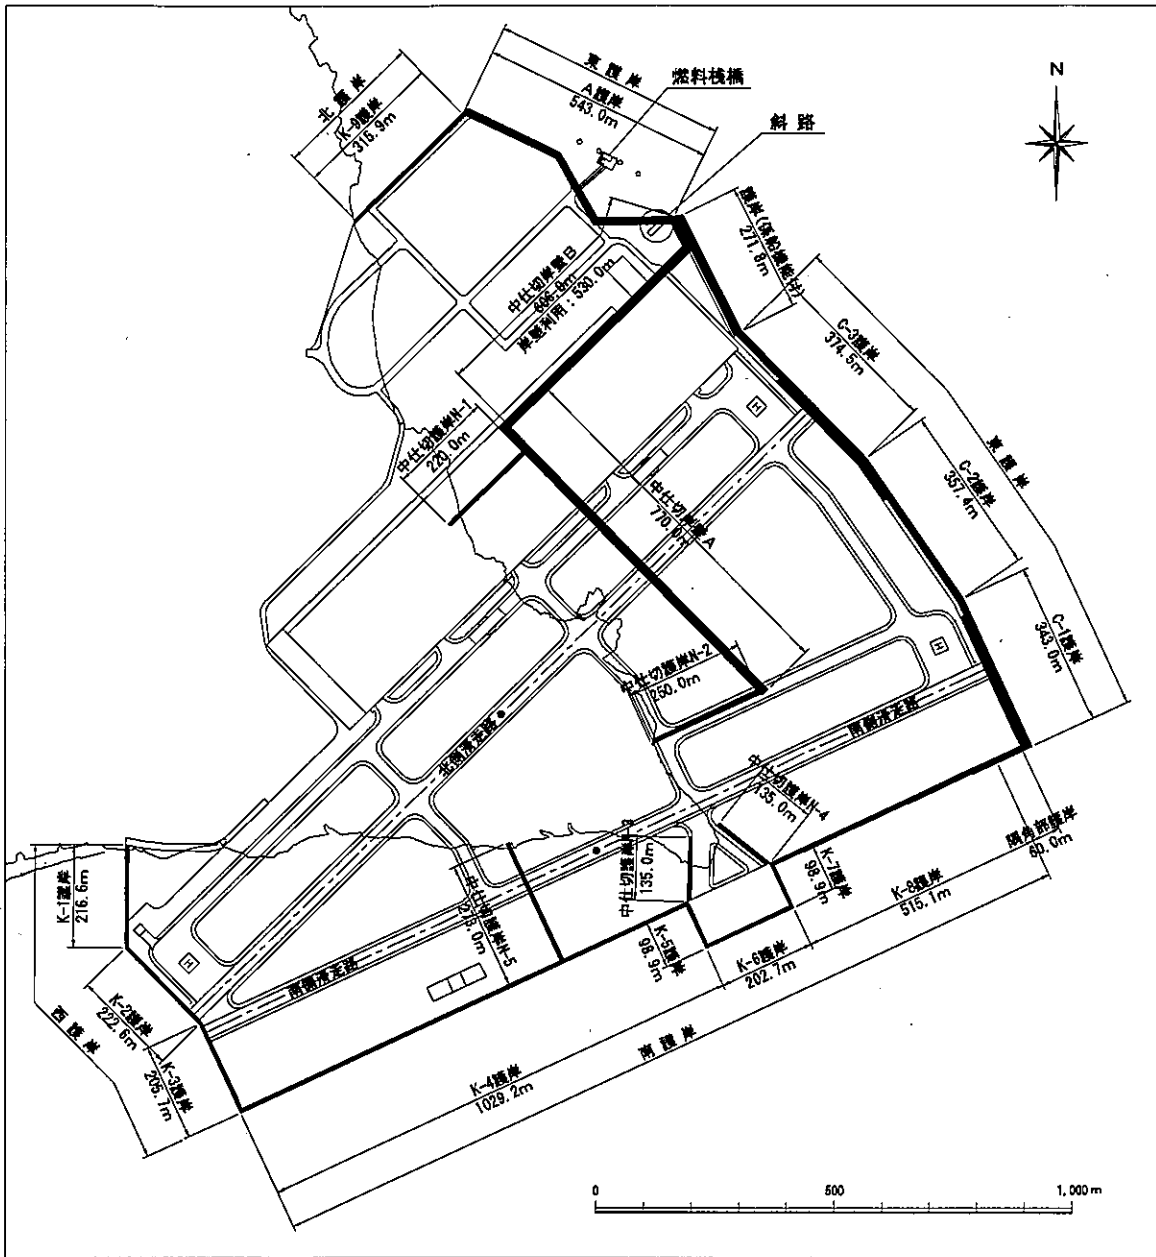 東護岸
A護岸
543.0m
燃料桟橋
斜路
N
北護岸
K-9護岸
315.9m
護岸(係船機能付)
271.8m
中仕切岸壁B
606.0m
岸壁利用：530.0m
C-3護岸
374.5m
中仕切護岸N-1
220.0m
C-2護岸
357.4m
東護岸
H
中仕切岸壁A
770.0m
C-1護岸
343.0m
H
中仕切護岸N-2
250.0m
北側滑走路
南側滑走路
中仕切護岸N-4
135.0m
隅角部護岸
60.0m
中仕切護岸N-3
135.0m
K-1護岸
216.6m
中仕切護岸N-5
K-7護岸
98.9m
K-8護岸
515.1m
K-5護岸
98.9m
K-6護岸
202.7m
H
南側滑走路
K-2護岸
222.6m
西護岸
K-3護岸
南護岸
K-4護岸
1029.2m
0 500 1,000m